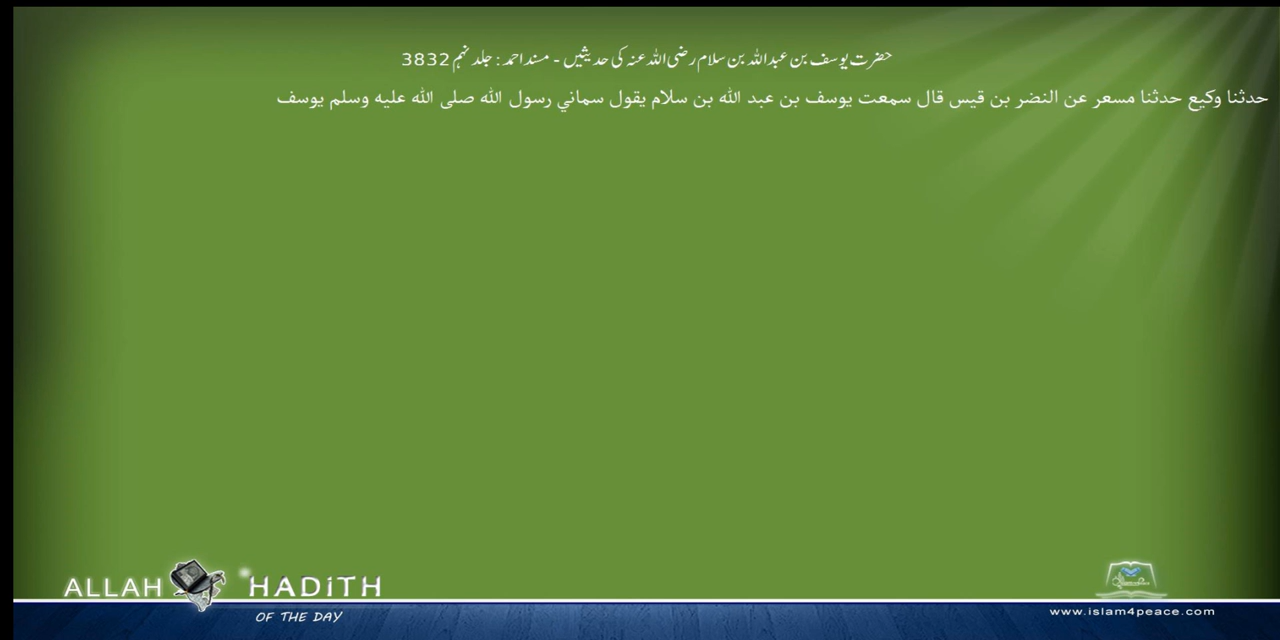 حضرت یوسف بن عبداللہ بن سلام رضی اللہ عنہ کی حدیثیں - مسند احمد : جلد نہم 3832
حدثنا وكيع حدثنا مسعر عن النضر بن قيس قال سمعت يوسف بن عبد الله بن سلام يقول سماني رسول الله صلى الله عليه وسلم يوسف
ALLAH HADITH
OF THE DAY
www.islam4peace.com